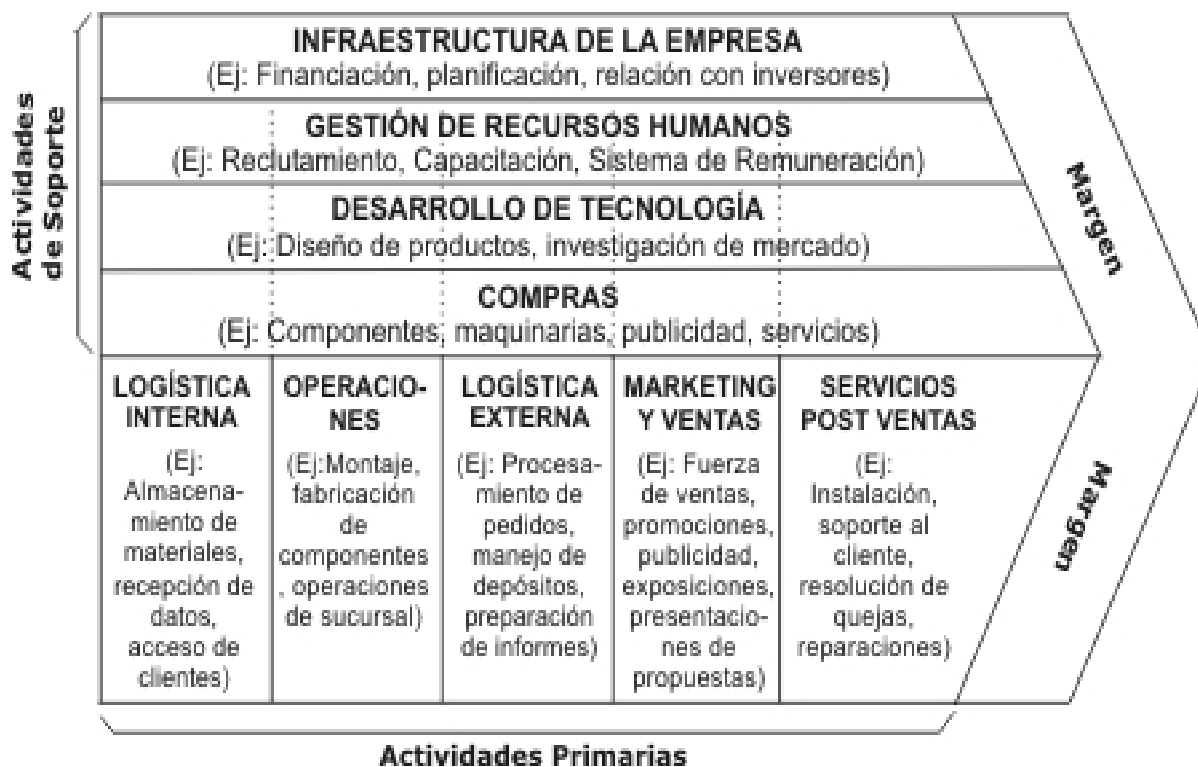 INFRAESTRUCTURA DE LA EMPRESA
(Ej: Financiación, planificación, relación con inversores)
GESTIÓN DE RECURSOS HUMANOS
(Ej: Reclutamiento, Capacitación, Sistema de Remuneración)
DESARROLLO DE TECNOLOGÍA
(Ej: Diseño de productos, investigación de mercado)
COMPRAS
(Ej: Componentes, maquinarias, publicidad, servicios)
Actividades
de Soporte
Margen
Margen
LOGÍSTICA
INTERNA
(Ej:
Almacena-
miento de
materiales,
recepción de
datos,
acceso de
clientes)
OPERACIO-
NES
(Ej:Montaje,
fabricación
de
componentes
, operaciones
de sucursal)
LOGÍSTICA
EXTERNA
(Ej: Procesa-
miento de
pedidos,
manejo de
depósitos,
preparación
de informes)
MARKETING
Y VENTAS
(Ej: Fuerza
de ventas,
promociones,
publicidad,
exposiciones,
presentacio-
nes de
propuestas)
SERVICIOS
POST VENTAS
(Ej:
Instalación,
soporte al
cliente,
resolución de
quejas,
reparaciones)
Actividades Primarias